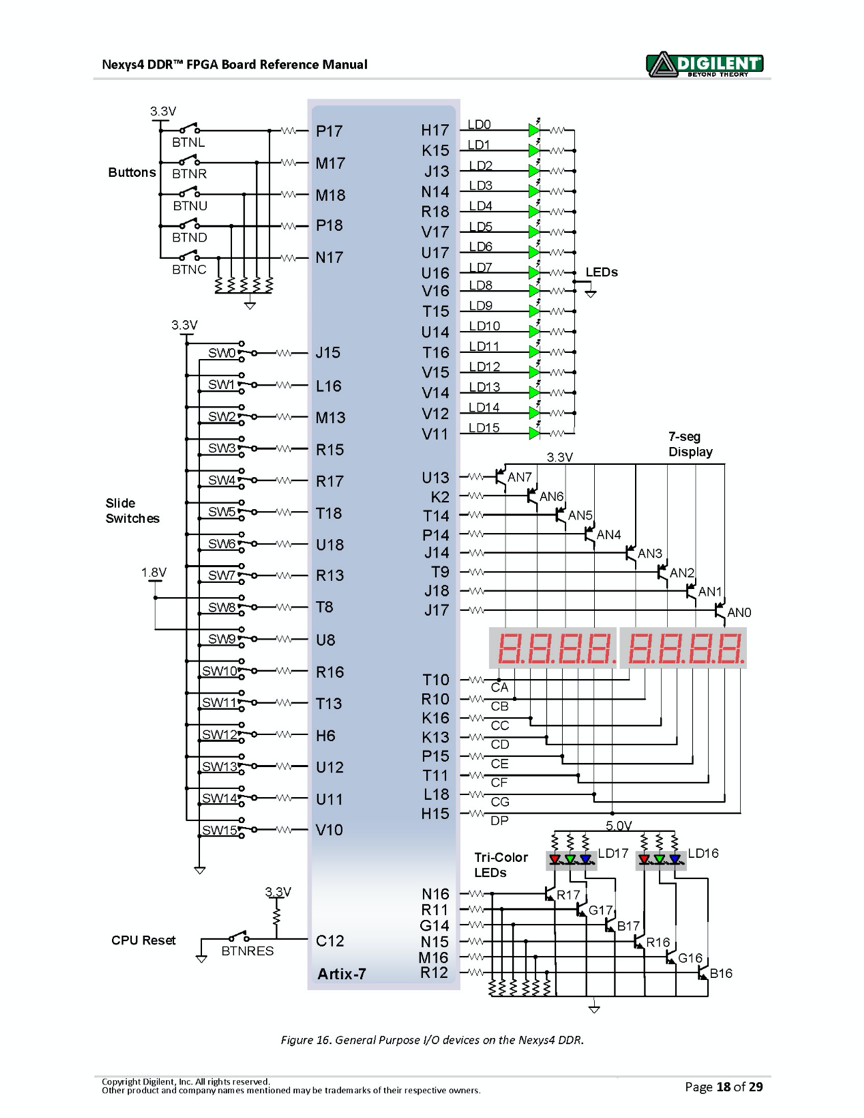 Nexys4 DDR™ FPGA Board Reference Manual
DIGILENT
BEYOND THEORY
3.3V
BTNL
P17
BTNR
M17
Buttons
BTNU
M18
BTND
P18
BTNC
N17
3.3V
SW0
J15
SW1
L16
SW2
M13
SW3
R15
SW4
R17
Slide
Switches
SW5
T18
SW6
U18
1.8V
SW7
R13
SW8
T8
SW9
U8
SW10
R16
SW11
T13
SW12
H6
SW13
U12
SW14
U11
SW15
V10
3.3V
CPU Reset
BTNRES
C12
Artix-7
H17 LD0
K15 LD1
J13 LD2
N14 LD3
R18 LD4
V17 LD5
U17 LD6
U16 LD7
LEDs
V16 LD8
T15 LD9
U14 LD10
T16 LD11
V15 LD12
V14 LD13
V12 LD14
V11 LD15
7-seg
Display
3.3V
U13 AN7
K2 AN6
T14 AN5
P14 AN4
J14 AN3
T9 AN2
J18 AN1
J17 AN0
8.8.8.8. 8.8.8.8.
T10 CA
R10 CB
K16 CC
K13 CD
P15 CE
T11 CF
L18 CG
H15 DP
5.0V
Tri-Color
LEDs
LD17
LD16
N16 R17
R11 G17
G14 B17
N15 R16
M16 G16
R12 B16
Figure 16. General Purpose I/O devices on the Nexys4 DDR.
Copyright Digilent, Inc. All rights reserved.
Other product and company names mentioned may be trademarks of their respective owners.
Page 18 of 29